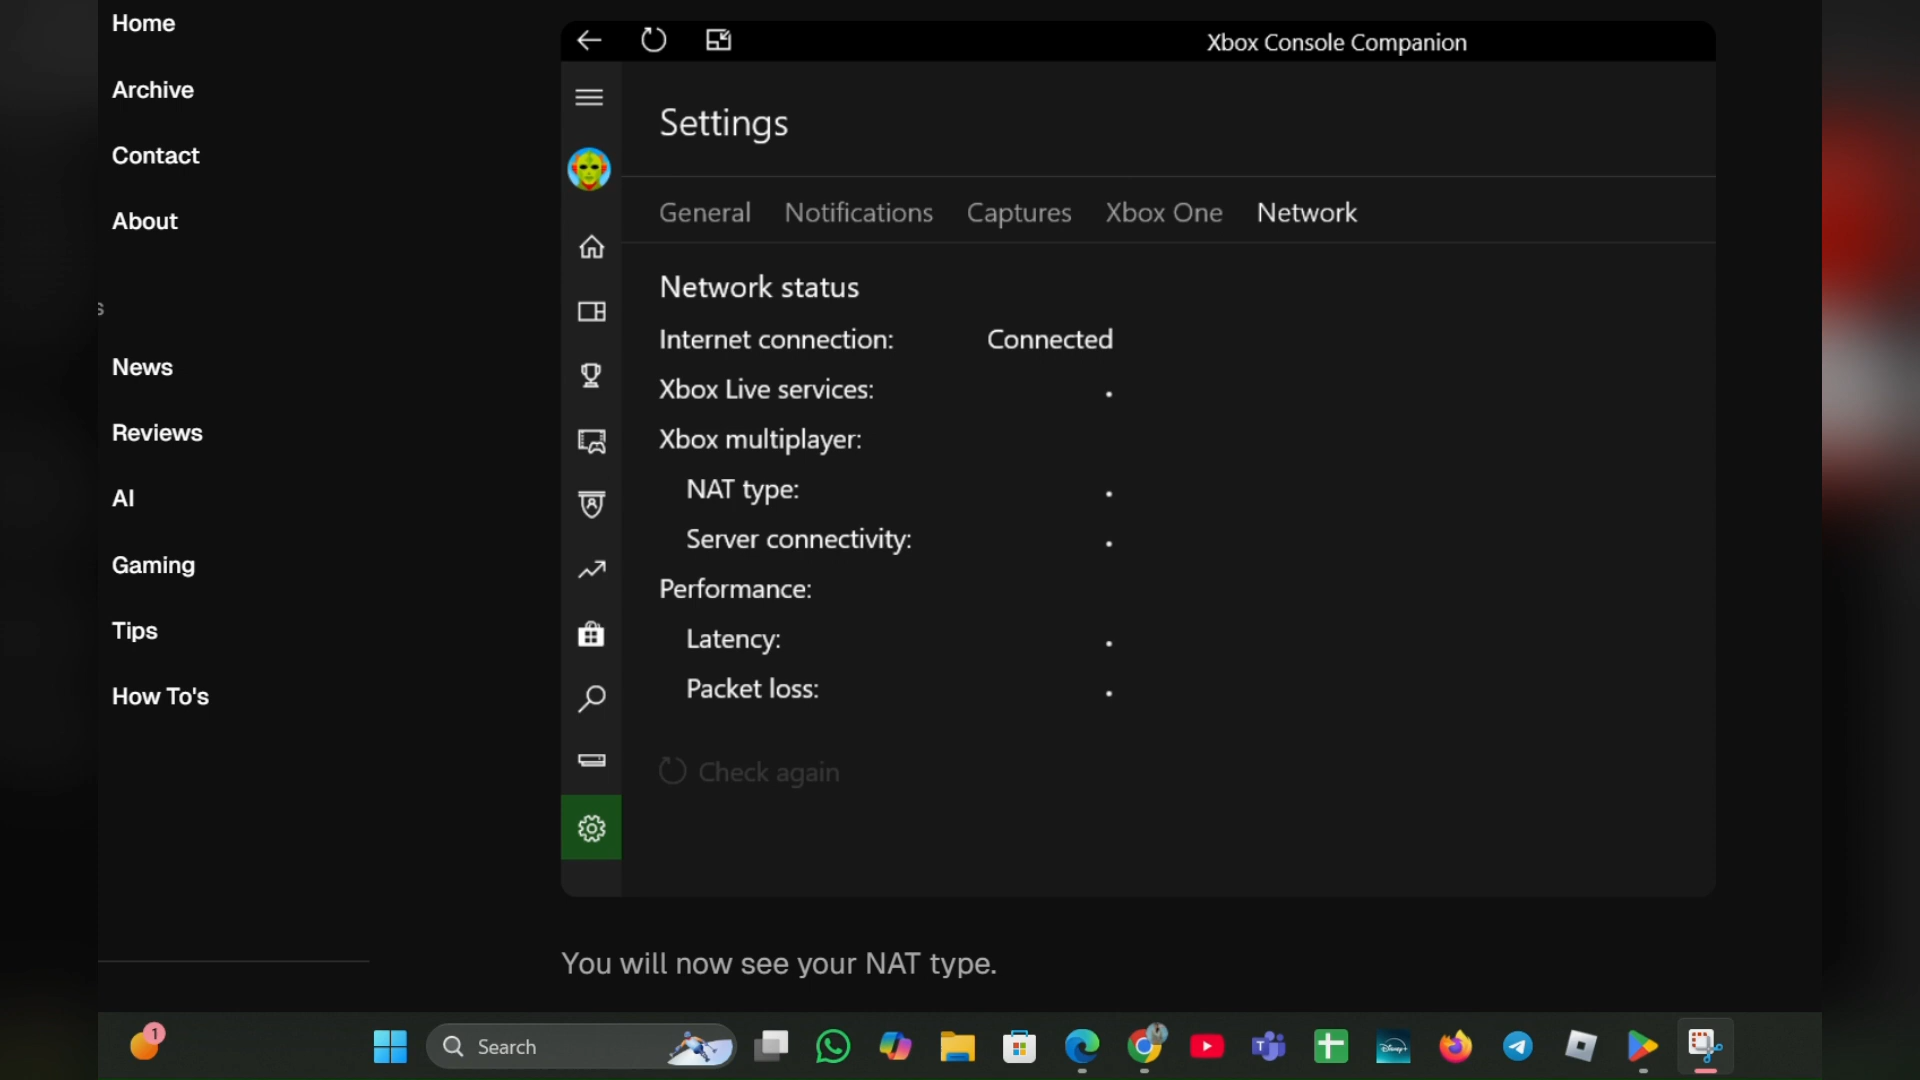 Home
Archive
Contact
About
s
News
Reviews
AI
Gaming
Tips
How To's
Xbox Console Companion
Settings
General Notifications Captures Xbox One Network
Network status
Internet connection: Connected
Xbox Live services: .
Xbox multiplayer:
NAT type: .
Server connectivity: .
Performance:
Latency: .
Packet loss: .
Check again
You will now see your NAT type.
1
Search
Disney+